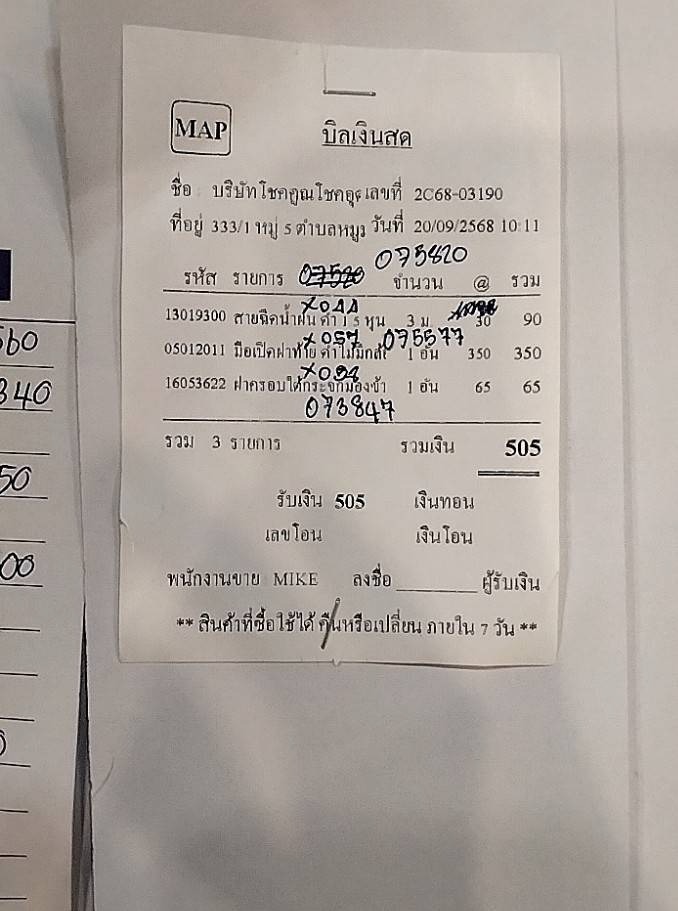 MAP
บิลเงินสด
ชื่อ บริษัทโชคคูณโชคอุ เลขที่ 2C68-03190
ที่อยู่ 333/1 หมู่ 5 ตำบลหมู วันที่ 20/09/2568 10:11
073820
รหัส รายการ 07520 จำนวน @ รวม
X044
13019300 สายฉีดน้ำฝน ดำ 1 5 หุน 3 ม 30 90
X057 075577
05012011 มือเปิดฝาท้าย ดำไม่มีกล้ 1 อัน 350 350
X094
16053622 ฝาครอบใต้กระจกมองข้า 1 อัน 65 65
073847
รวม 3 รายการ รวมเงิน 505
รับเงิน 505 เงินทอน
เลขโอน เงินโอน
พนักงานขาย MIKE ลงชื่อ ผู้รับเงิน
** สินค้าที่ซื้อใช้ได้ คืนหรือเปลี่ยน ภายใน 7 วัน **
560
340
50
00